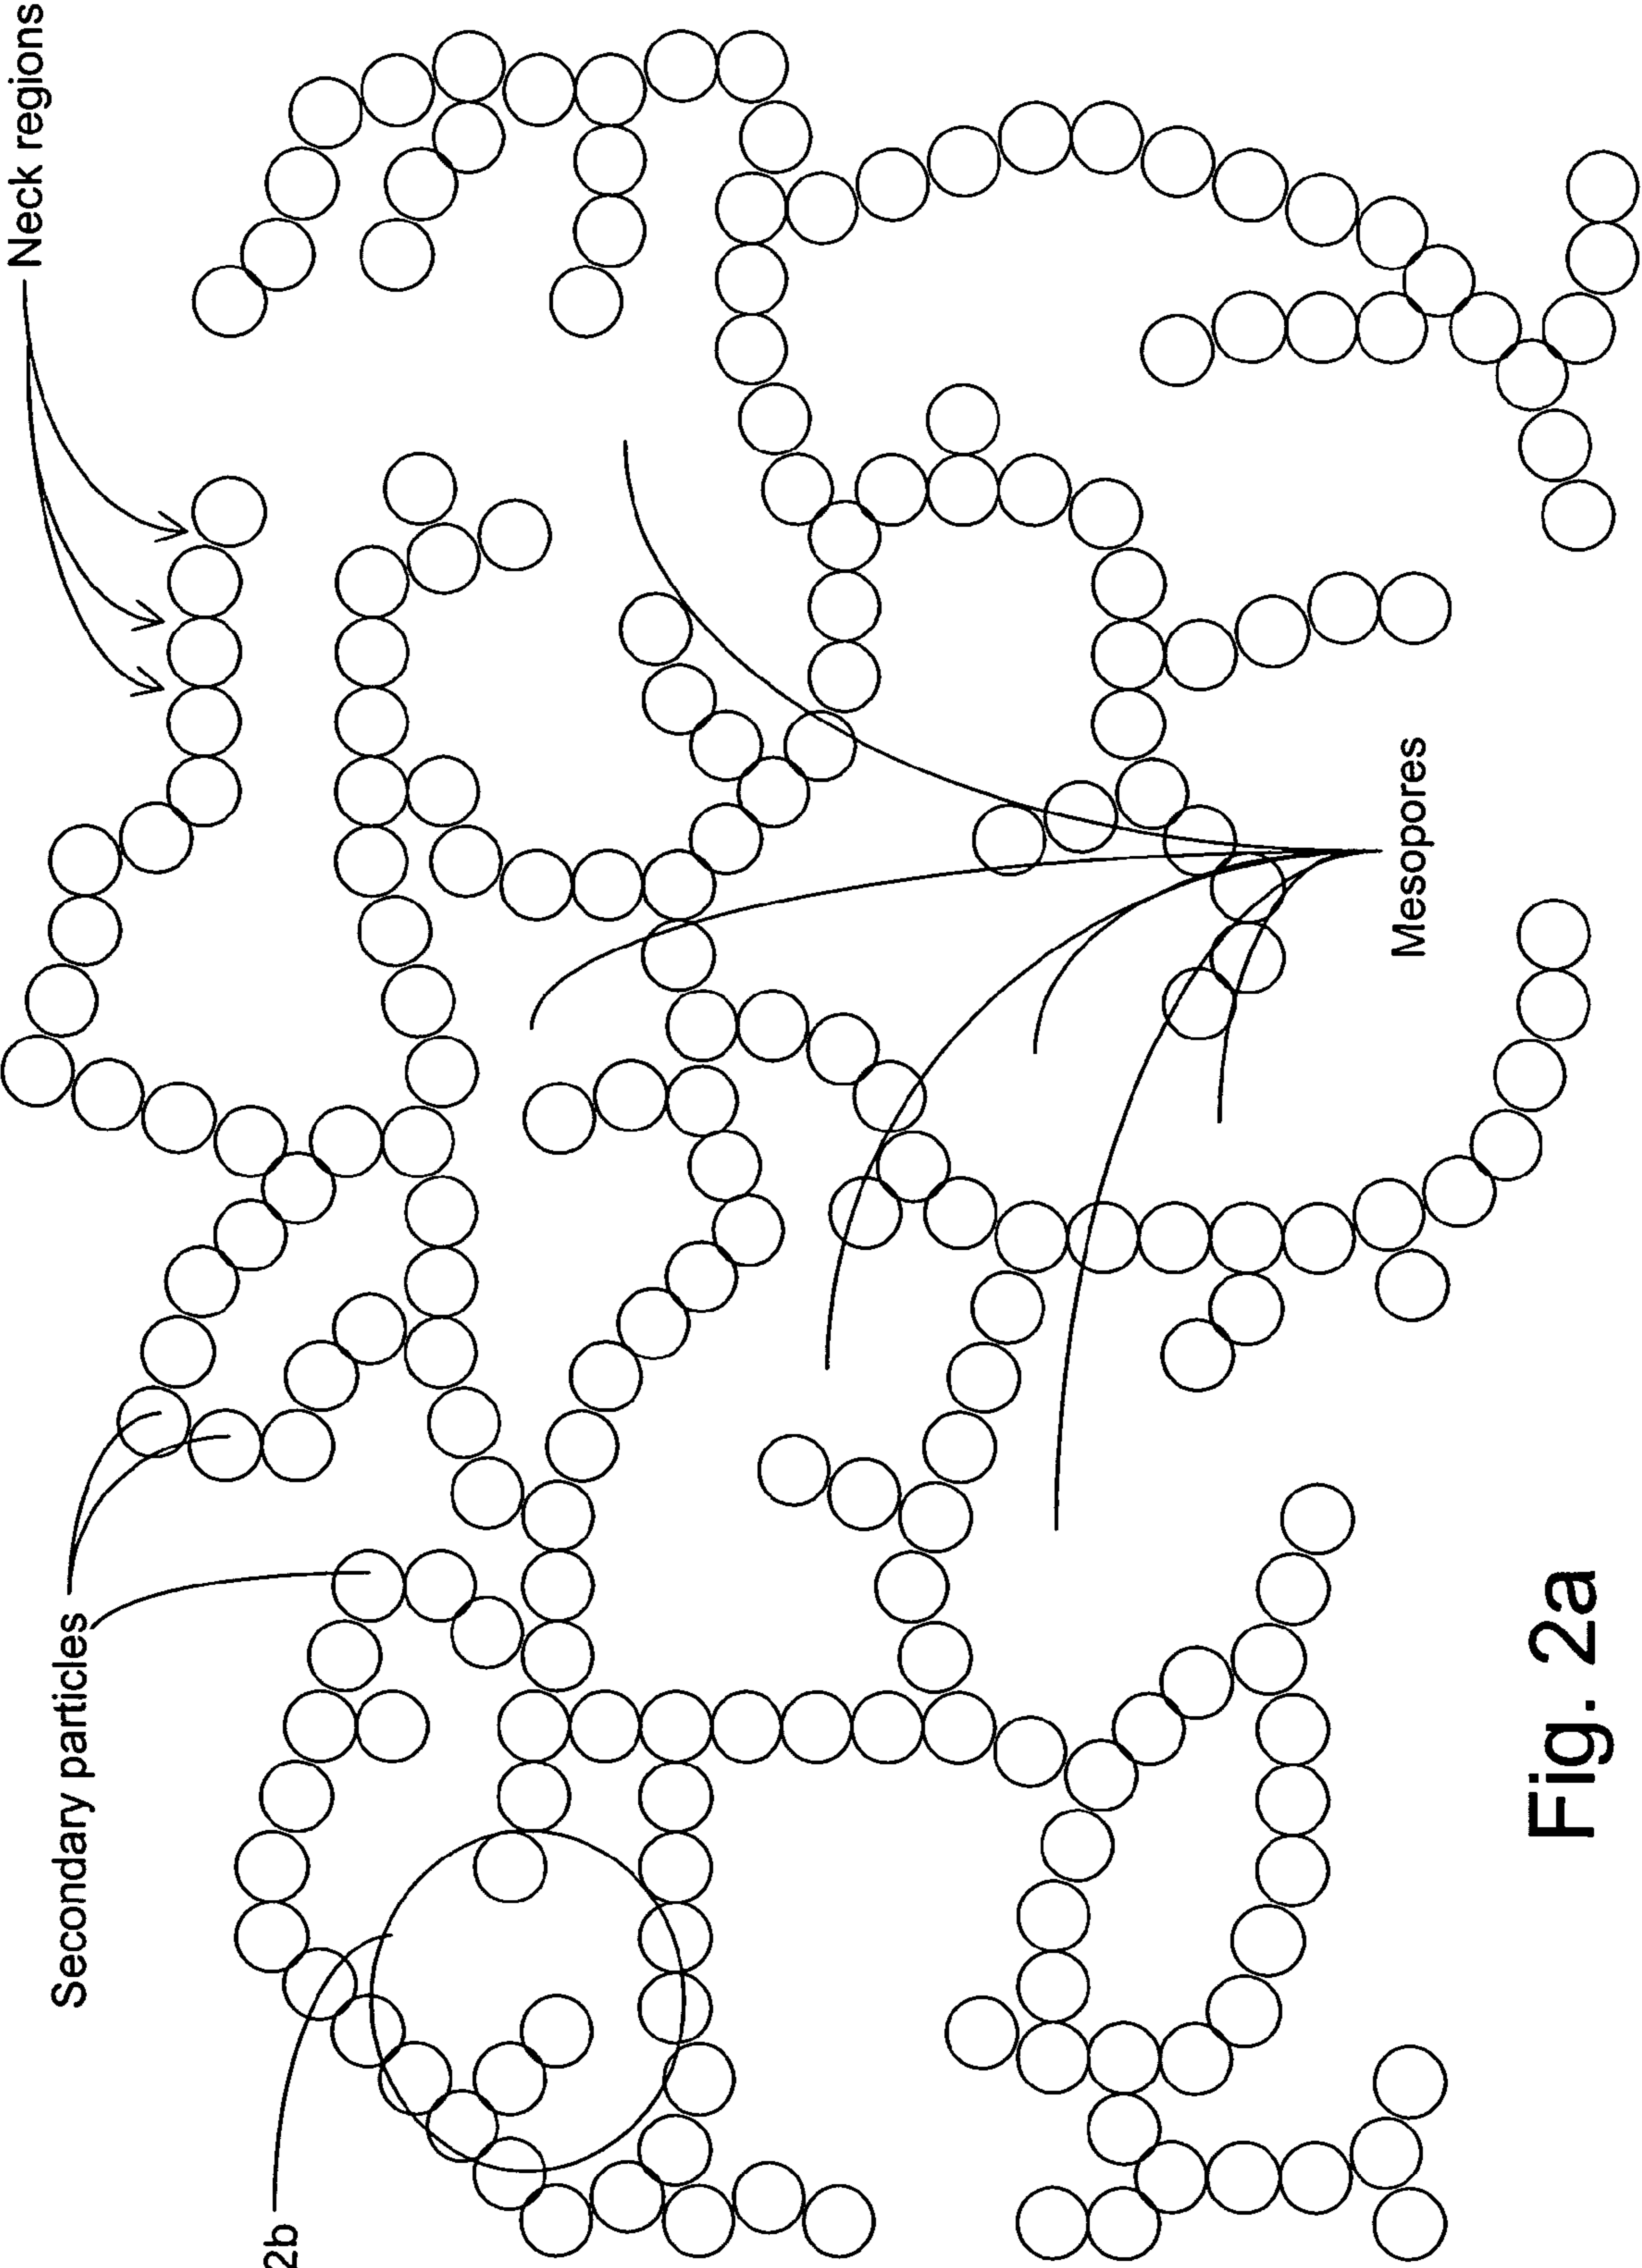 2b
Secondary particles
Neck regions
Mesopores
Fig. 2a